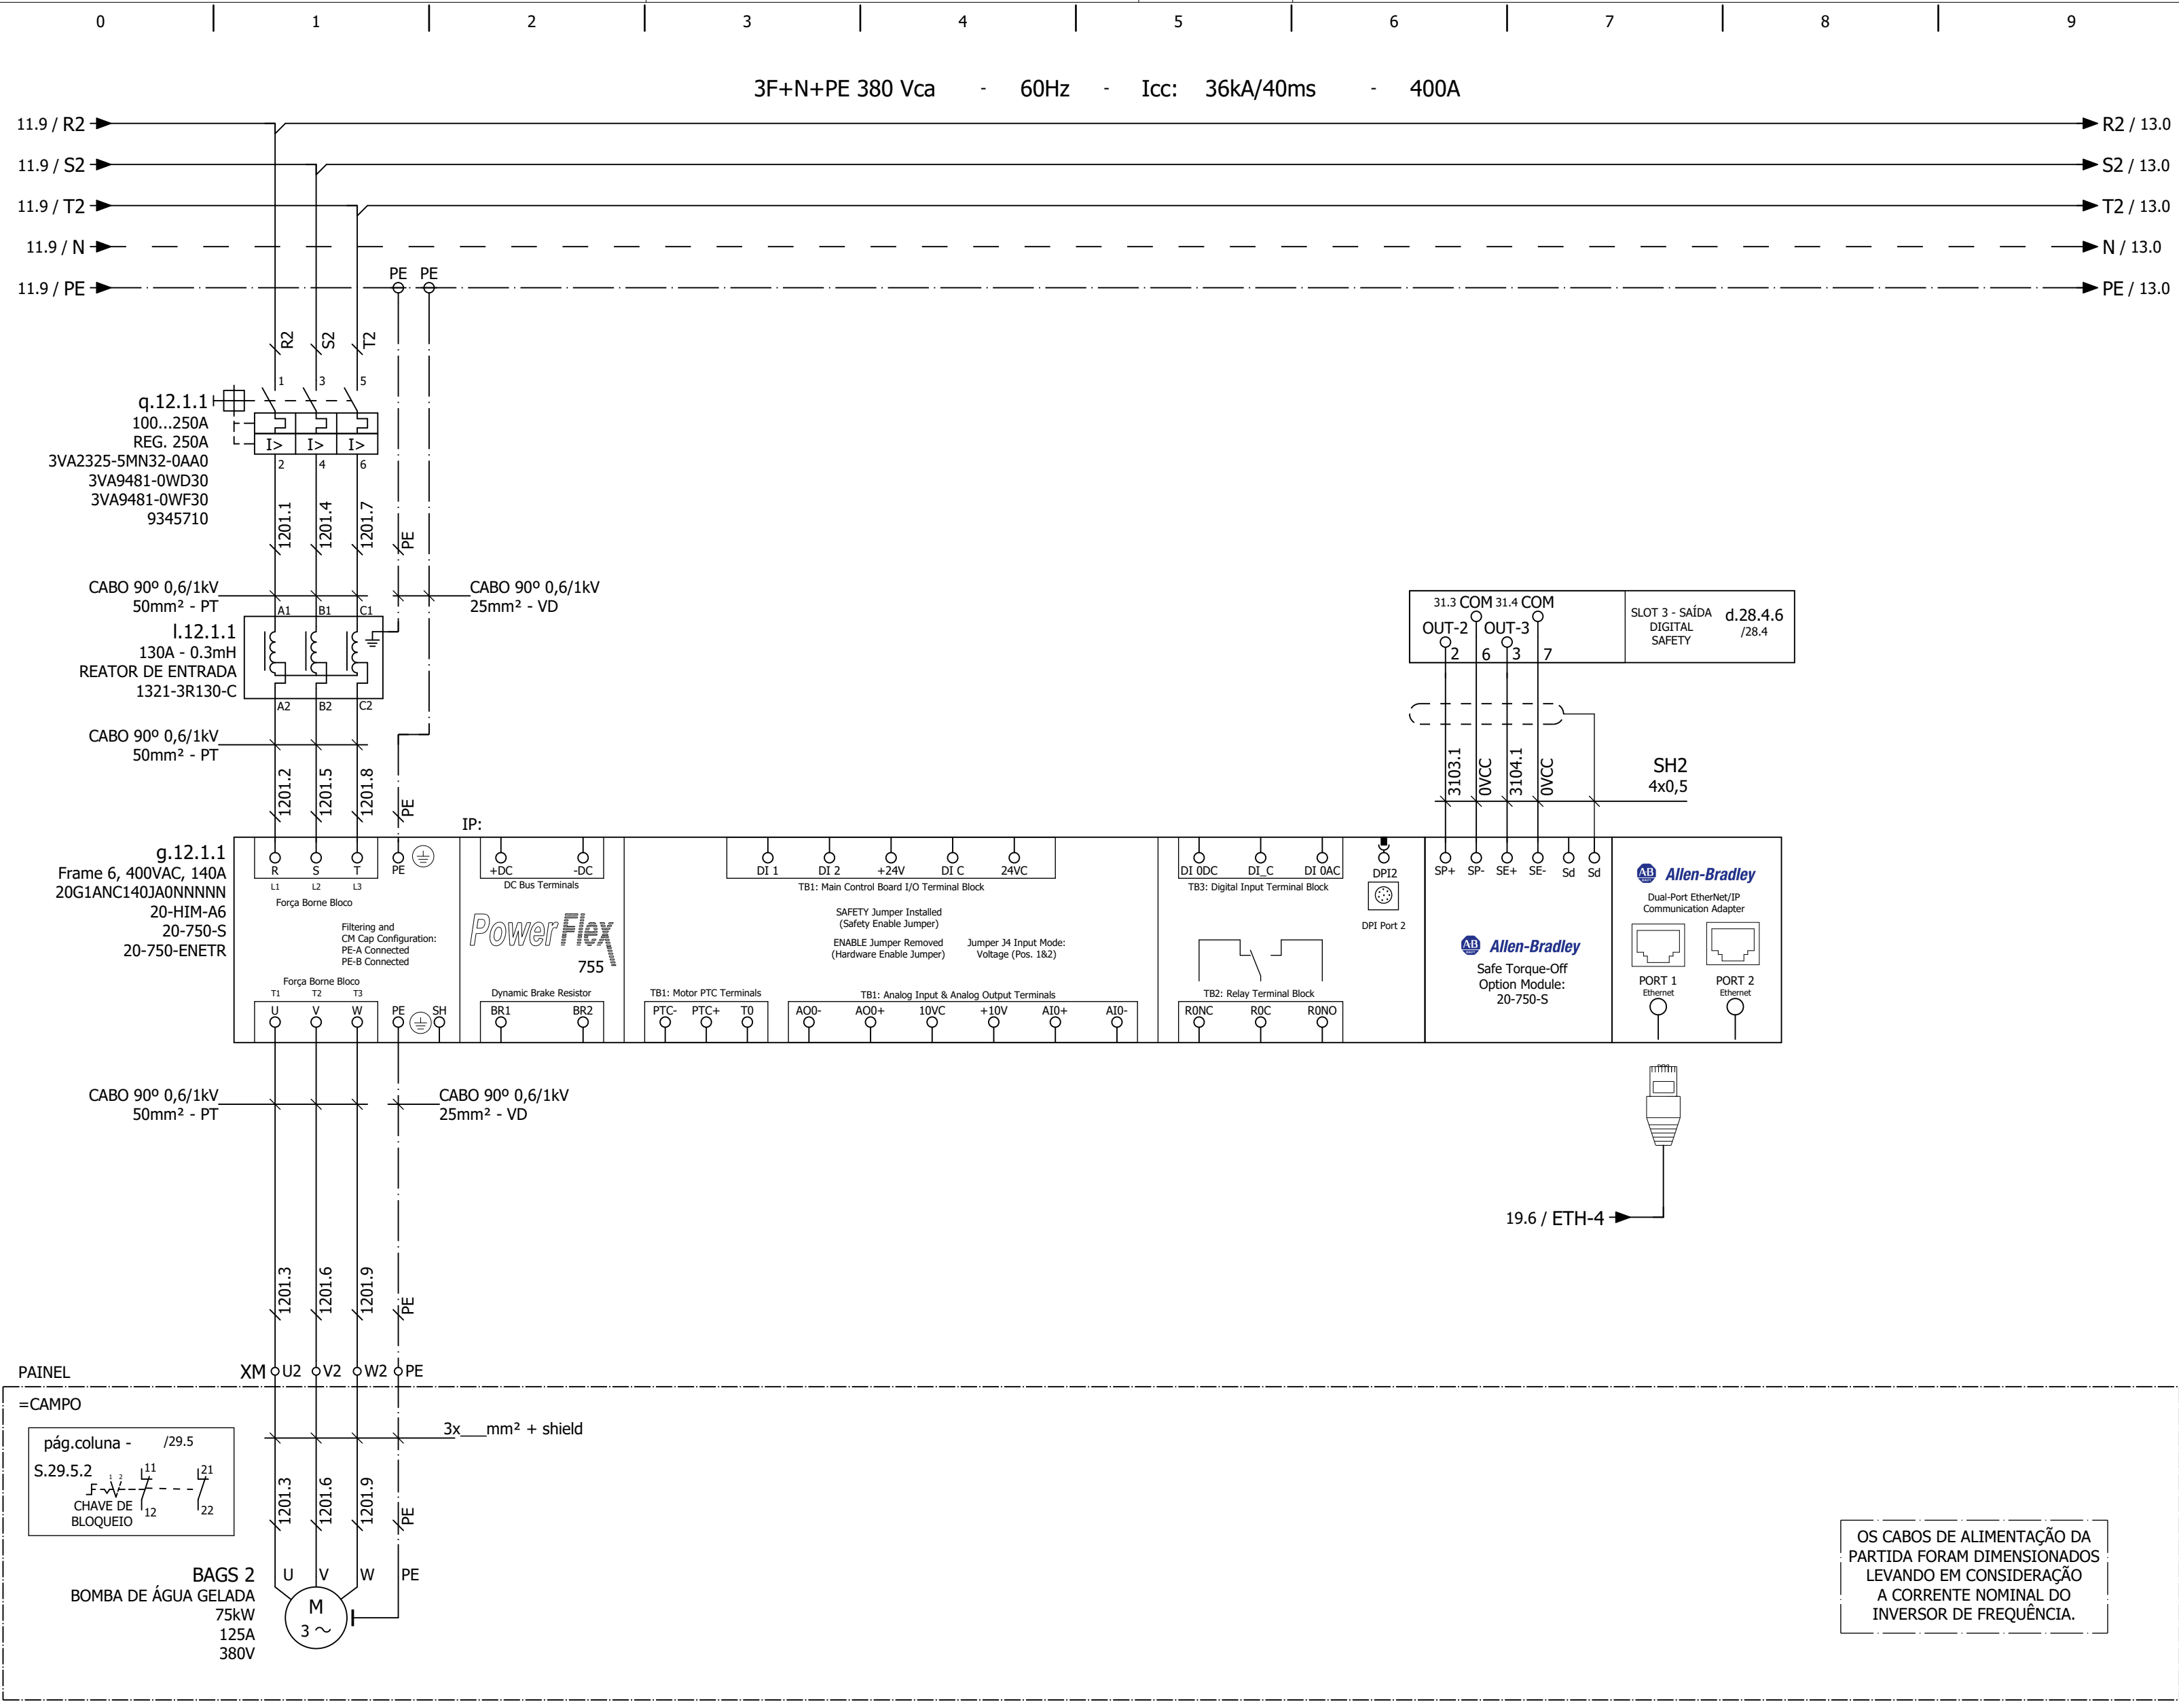 0 1 2 3 4 5 6 7 8 9
3F+N+PE 380 Vca - 60Hz - Icc: 36kA/40ms - 400A
11.9 / R2 R2 / 13.0
11.9 / S2 S2 / 13.0
11.9 / T2 T2 / 13.0
11.9 / N N / 13.0
PE PE
11.9 / PE PE / 13.0
R2 S2 T2
1 3 5
q.12.1.1
100...250A
REG. 250A
I> I> I>
3VA2325-5MN32-0AA0
2 4 6
3VA9481-0WD30
3VA9481-0WF30
9345710
1201.1 1201.4 1201.7 PE
CABO 90º 0,6/1kV
50mm² - PT
CABO 90º 0,6/1kV
25mm² - VD
A1 B1 C1
l.12.1.1
130A - 0.3mH
REATOR DE ENTRADA
1321-3R130-C
A2 B2 C2
CABO 90º 0,6/1kV
50mm² - PT
1201.2 1201.5 1201.8 PE
31.3 COM 31.4 COM
OUT-2 OUT-3
2 6 3 7
SLOT 3 - SAÍDA
DIGITAL
SAFETY
d.28.4.6
/28.4
3103.1 0VCC 3104.1 0VCC
SH2
4x0,5
IP:
g.12.1.1
Frame 6, 400VAC, 140A
20G1ANC140JA0NNNNN
20-HIM-A6
20-750-S
20-750-ENETR
R S T PE
L1 L2 L3
Força Borne Bloco
Filtering and
CM Cap Configuration:
PE-A Connected
PE-B Connected
Força Borne Bloco
T1 T2 T3
U V W PE SH
+DC -DC
DC Bus Terminals
PowerFlex
755
Dynamic Brake Resistor
BR1 BR2
DI 1 DI 2 +24V DI C 24VC
TB1: Main Control Board I/O Terminal Block
SAFETY Jumper Installed
(Safety Enable Jumper)
ENABLE Jumper Removed
(Hardware Enable Jumper)
Jumper J4 Input Mode:
Voltage (Pos. 1&2)
TB1: Motor PTC Terminals
PTC- PTC+ T0
TB1: Analog Input & Analog Output Terminals
AO0- AO0+ 10VC +10V AI0+ AI0-
DI 0DC DI_C DI 0AC
TB3: Digital Input Terminal Block
TB2: Relay Terminal Block
R0NC R0C R0NO
DPI2
DPI Port 2
SP+ SP- SE+ SE- Sd Sd
AB Allen-Bradley
Safe Torque-Off
Option Module:
20-750-S
AB Allen-Bradley
Dual-Port EtherNet/IP
Communication Adapter
PORT 1 PORT 2
Ethernet Ethernet
CABO 90º 0,6/1kV
50mm² - PT
CABO 90º 0,6/1kV
25mm² - VD
19.6 / ETH-4
1201.3 1201.6 1201.9 PE
PAINEL
XM U2 V2 W2 PE
=CAMPO
3x___mm² + shield
pág.coluna - /29.5
S.29.5.2
1 2 11 21
CHAVE DE
BLOQUEIO
12 22
1201.3 1201.6 1201.9 PE
BAGS 2
U V W PE
BOMBA DE ÁGUA GELADA
75kW
125A
380V
M
3 ~
OS CABOS DE ALIMENTAÇÃO DA
PARTIDA FORAM DIMENSIONADOS
LEVANDO EM CONSIDERAÇÃO
A CORRENTE NOMINAL DO
INVERSOR DE FREQUÊNCIA.